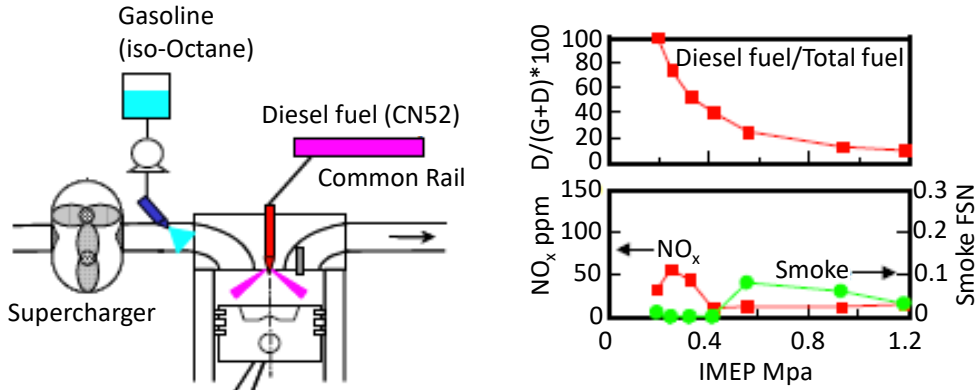 Gasoline
(iso-Octane)
Diesel fuel (CN52)
Common Rail
Supercharger
D/(G+D)*100
100
80
60
40
20
0
Diesel fuel/Total fuel
NOx ppm
150
100
50
0
NOx
Smoke
0.3
0.2
0.1
0
Smoke FSN
0 0.4 0.8 1.2
IMEP Mpa